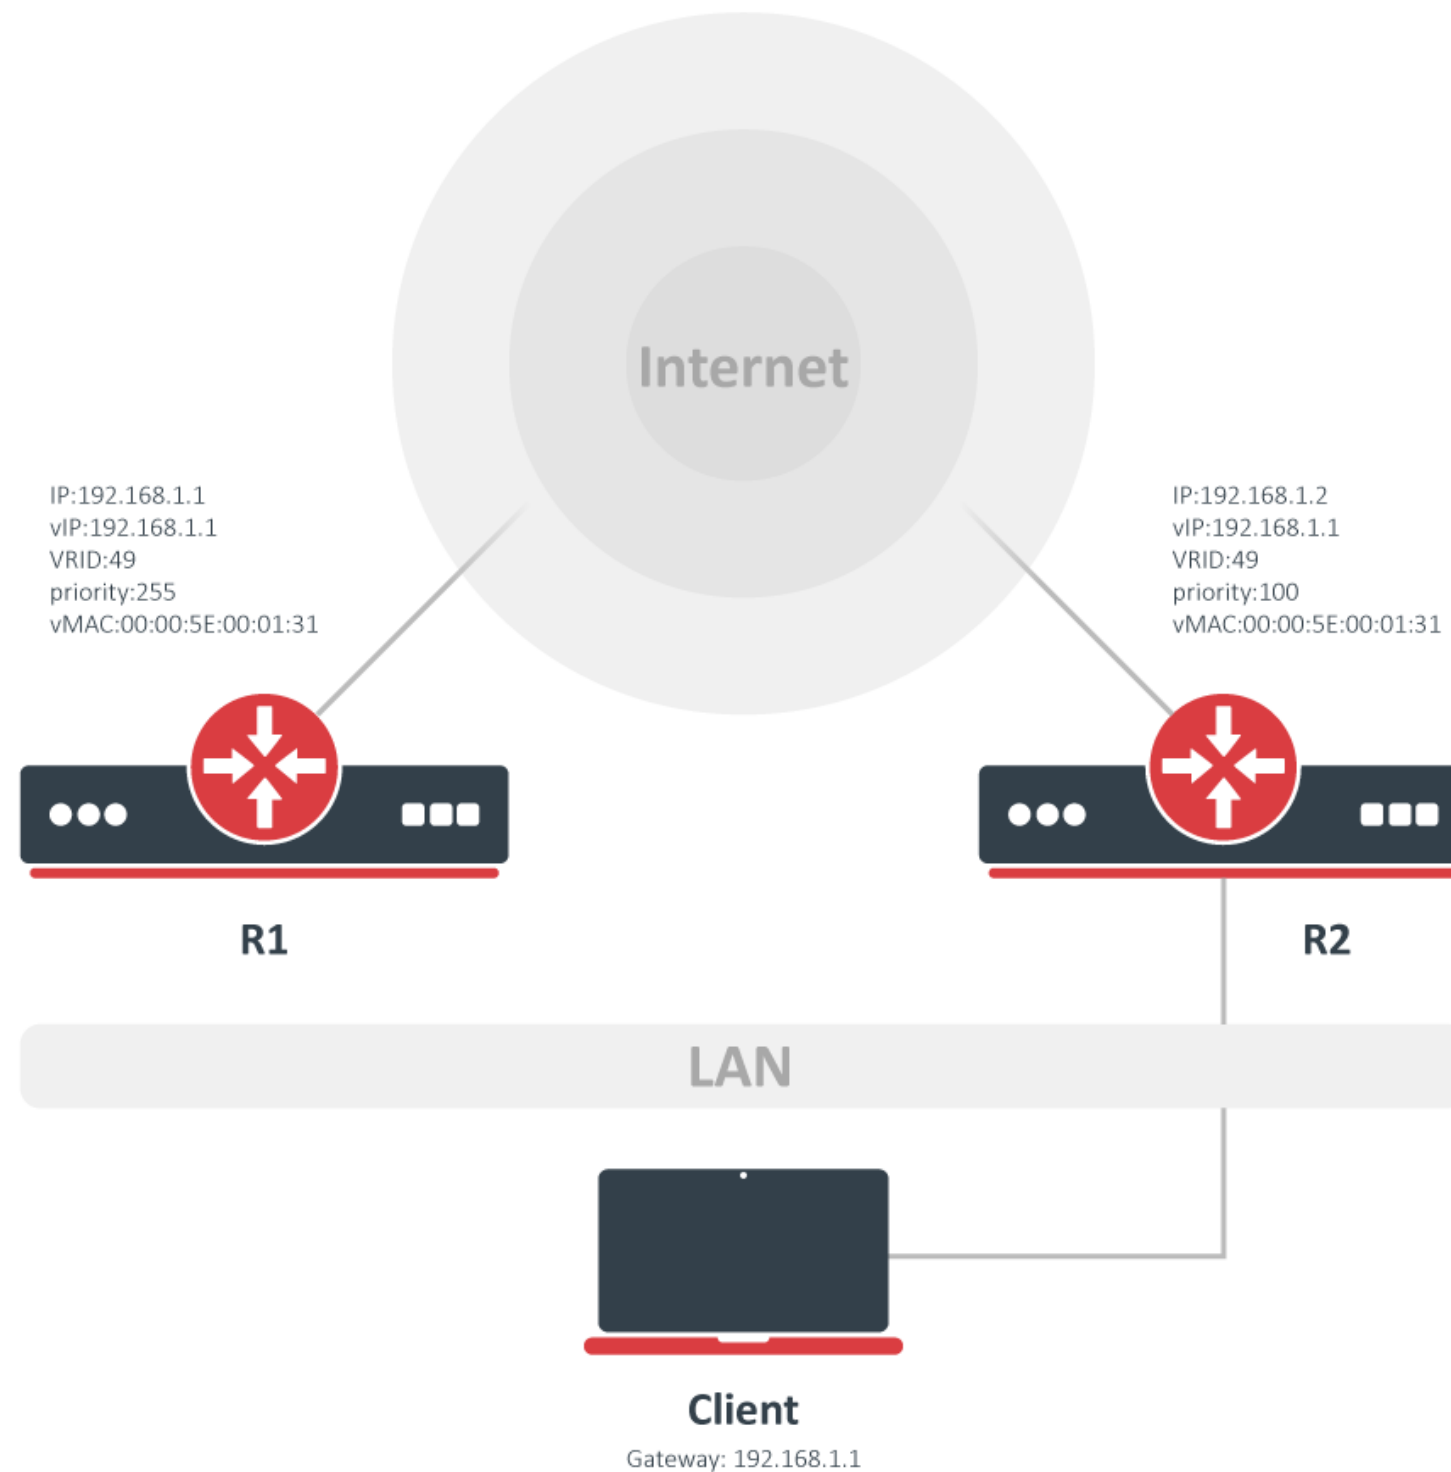 Internet
IP:192.168.1.1
vIP:192.168.1.1
VRID:49
priority:255
vMAC:00:00:5E:00:01:31
IP:192.168.1.2
vIP:192.168.1.1
VRID:49
priority:100
vMAC:00:00:5E:00:01:31
R1
R2
LAN
Client
Gateway: 192.168.1.1